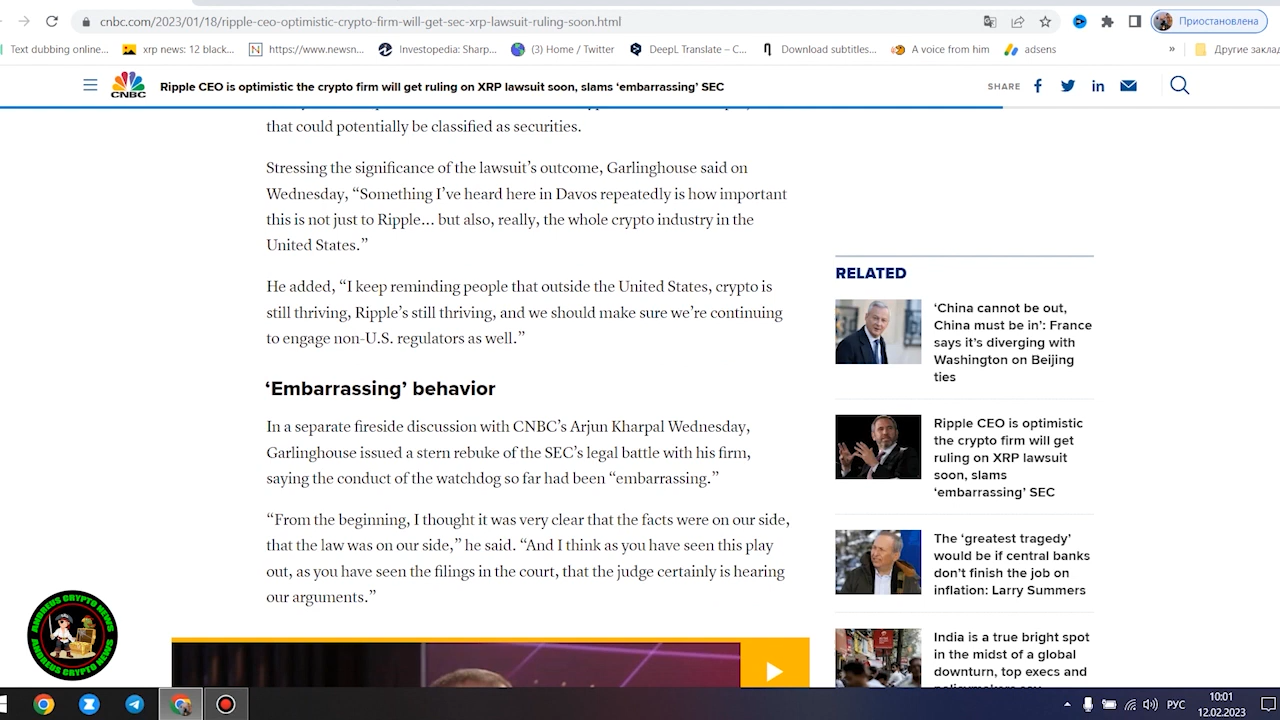 cnbc.com/2023/01/18/ripple-ceo-optimistic-crypto-firm-will-get-sec-xrp-lawsuit-ruling-soon.html
Приостановлена
Text dubbing online...
xrp news: 12 black...
https://www.newsn...
Investopedia: Sharp...
(3) Home / Twitter
DeepL Translate – C...
Download subtitles...
A voice from him
adsens
»
Другие закла
CNBC
Ripple CEO is optimistic the crypto firm will get ruling on XRP lawsuit soon, slams ‘embarrassing’ SEC
SHARE
that could potentially be classified as securities.
Stressing the significance of the lawsuit’s outcome, Garlinghouse said on
Wednesday, “Something I’ve heard here in Davos repeatedly is how important
this is not just to Ripple... but also, really, the whole crypto industry in the
United States.”
He added, “I keep reminding people that outside the United States, crypto is
still thriving, Ripple’s still thriving, and we should make sure we’re continuing
to engage non-U.S. regulators as well.”
‘Embarrassing’ behavior
In a separate fireside discussion with CNBC’s Arjun Kharpal Wednesday,
Garlinghouse issued a stern rebuke of the SEC’s legal battle with his firm,
saying the conduct of the watchdog so far had been “embarrassing.”
“From the beginning, I thought it was very clear that the facts were on our side,
that the law was on our side,” he said. “And I think as you have seen this play
out, as you have seen the filings in the court, that the judge certainly is hearing
our arguments.”
RELATED
‘China cannot be out,
China must be in’: France
says it’s diverging with
Washington on Beijing
ties
Ripple CEO is optimistic
the crypto firm will get
ruling on XRP lawsuit
soon, slams
‘embarrassing’ SEC
The ‘greatest tragedy’
would be if central banks
don’t finish the job on
inflation: Larry Summers
India is a true bright spot
in the midst of a global
downturn, top execs and
ANDREUS CRYPTO NEWS
ANDREUS CRYPTO NEWS
РУС
10:01
12.02.2023